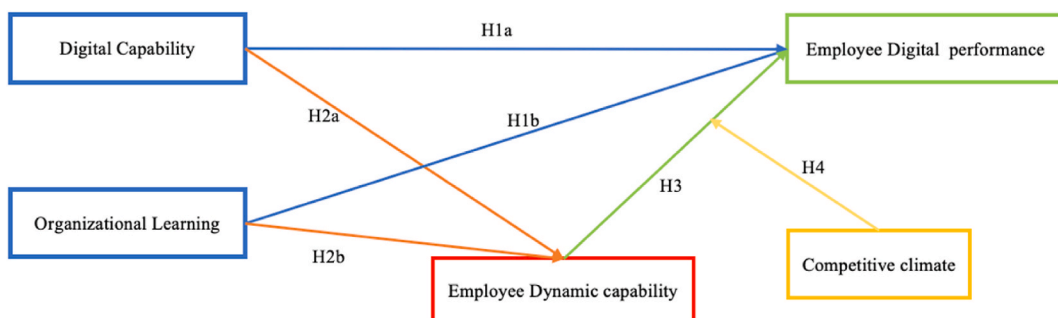 H1a
Digital Capability
Employee Digital performance
H2a
H1b
H4
H3
Organizational Learning
H2b
Competitive climate
Employee Dynamic capability